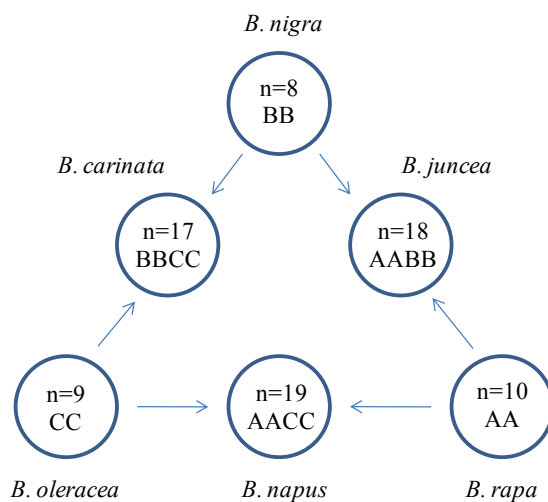 B. nigra
n=8
BB
B. carinata
B. juncea
n=17
BBCC
n=18
AABB
n=9
CC
n=19
AACC
n=10
AA
B. oleracea
B. napus
B. rapa